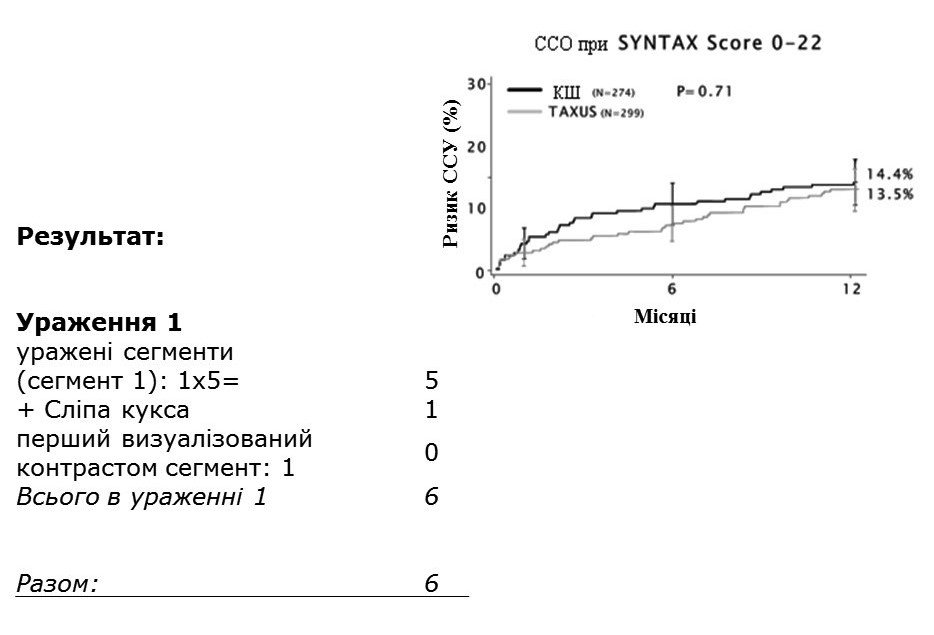 ССО при SYNTAX Score 0–22
КШ (N=274) P= 0.71
TAXUS (N=299)
Ризик ССУ (%)
30
20
10
0
14.4%
13.5%
0 6 12
Місяці
Результат:
Ураження 1
уражені сегменти
(сегмент 1): 1x5= 5
+ Сліпа кукса 1
перший визуалізований
контрастом сегмент: 1 0
Всього в ураженні 1 6
Разом: 6